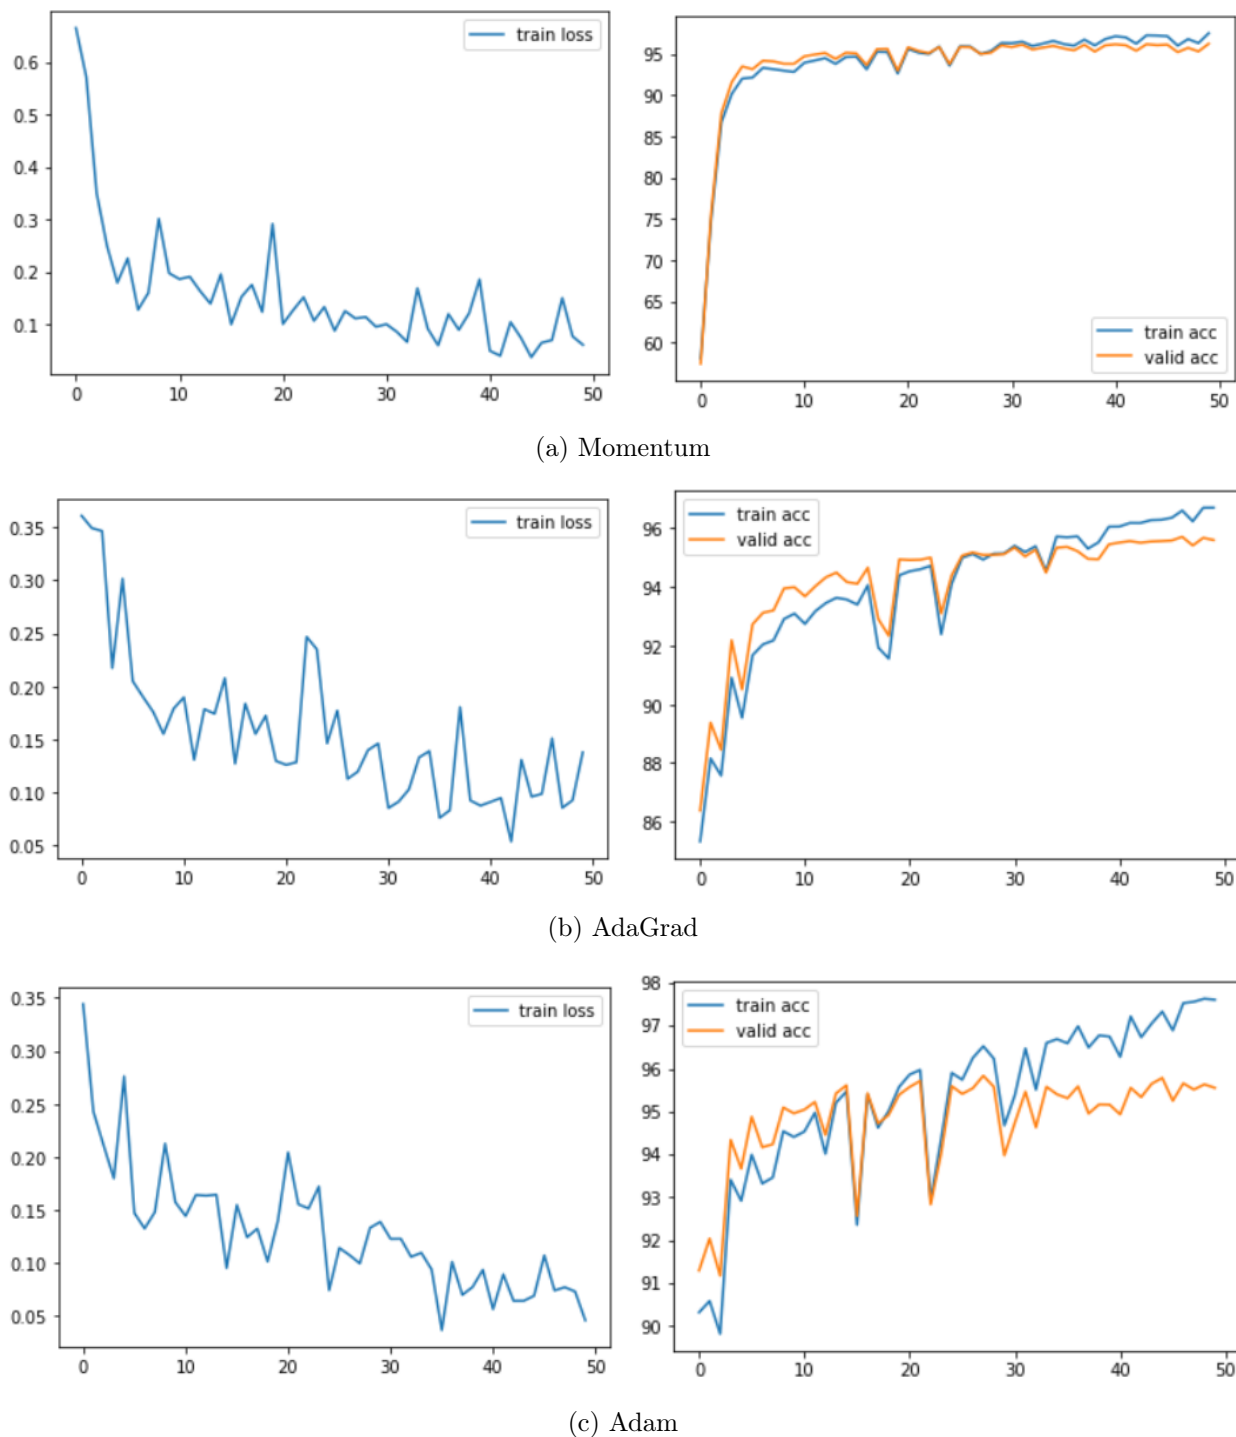 train loss
0.6
0.5
0.4
0.3
0.2
0.1
0 10 20 30 40 50
95
90
85
80
75
70
65
60
train acc
valid acc
0 10 20 30 40 50
(a) Momentum
train loss
0.35
0.30
0.25
0.20
0.15
0.10
0.05
0 10 20 30 40 50
train acc
valid acc
96
94
92
90
88
86
0 10 20 30 40 50
(b) AdaGrad
train loss
0.35
0.30
0.25
0.20
0.15
0.10
0.05
0 10 20 30 40 50
train acc
valid acc
98
97
96
95
94
93
92
91
90
0 10 20 30 40 50
(c) Adam